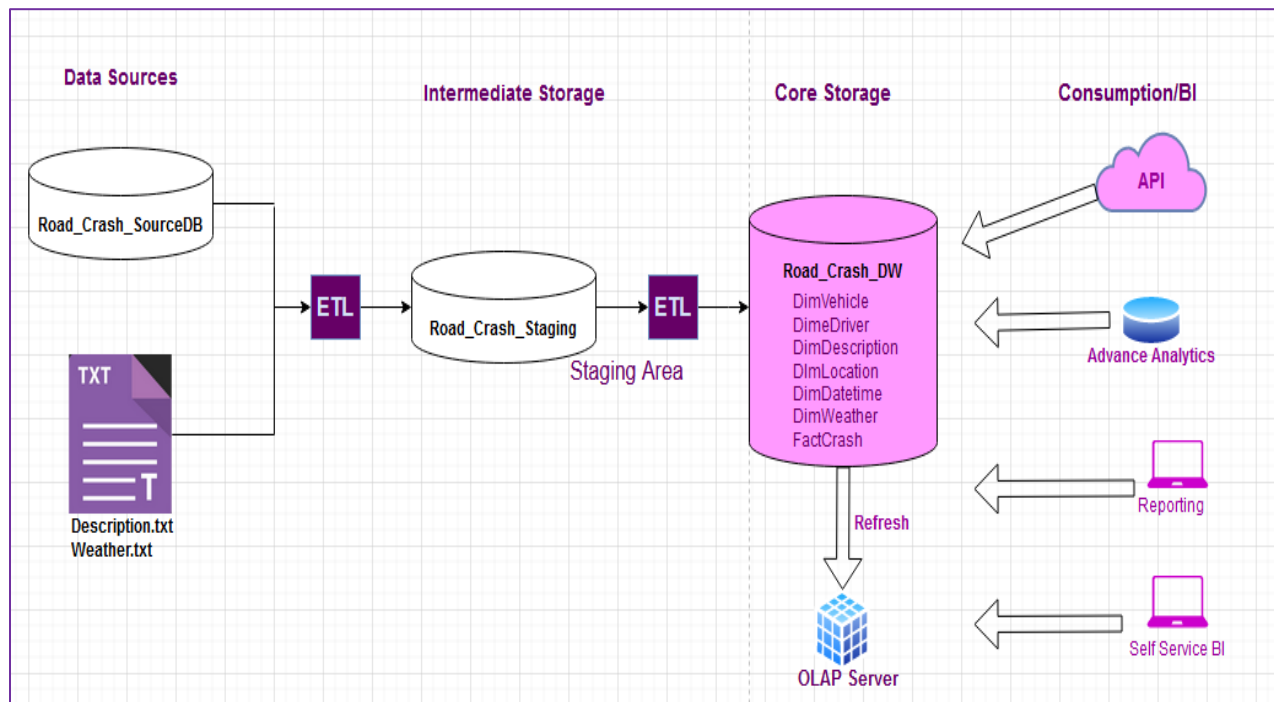 Data Sources
Intermediate Storage
Core Storage
Consumption/BI
Road_Crash_SourceDB
TXT
T
Description.txt
Weather.txt
ETL
Road_Crash_Staging
Staging Area
ETL
Road_Crash_DW
DimVehicle
DimeDriver
DimDescription
DImLocation
DimDatetime
DimWeather
FactCrash
Refresh
OLAP Server
API
Advance Analytics
Reporting
Self Service BI